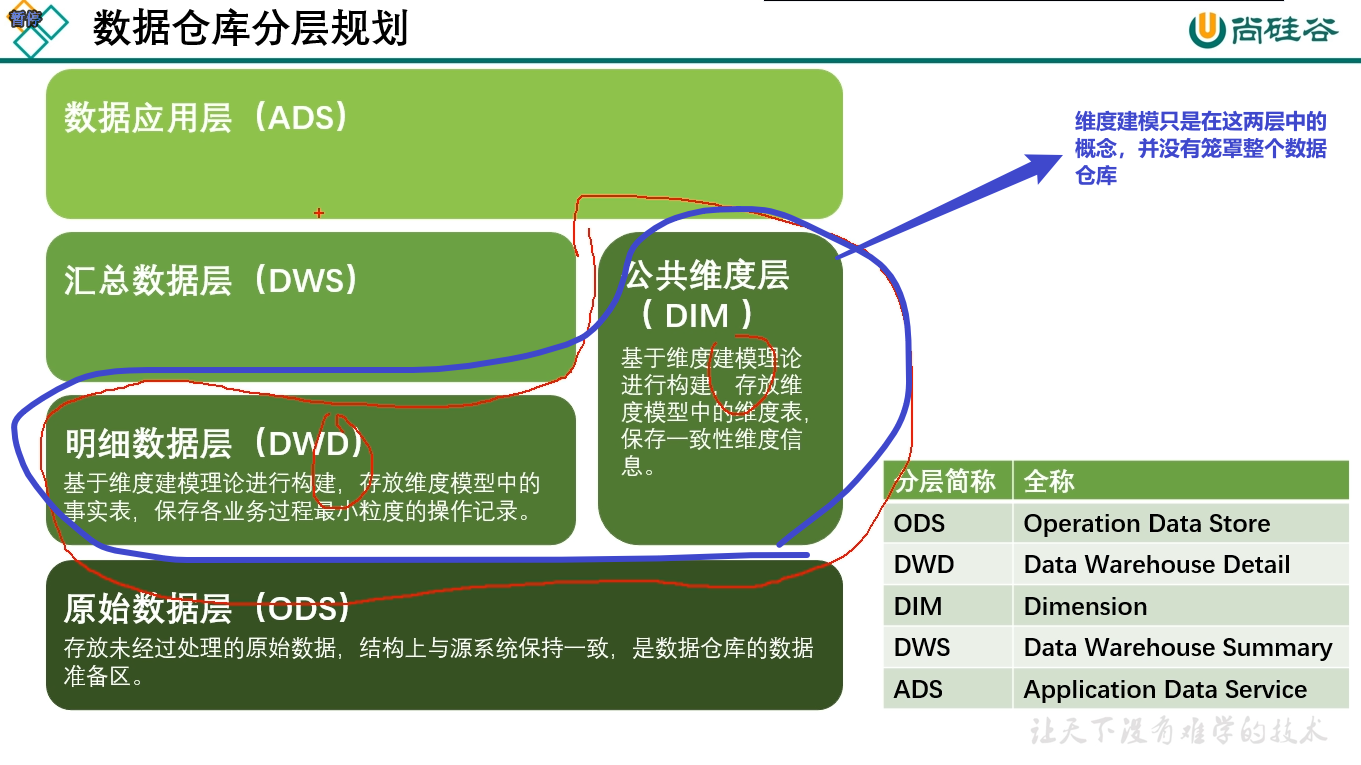 暂停
数据仓库分层规划
尚硅谷
数据应用层（ADS）
维度建模只是在这两层中的
概念，并没有笼罩整个数据
仓库
汇总数据层（DWS）
公共维度层
（ DIM ）
基于维度建模理论
进行构建，存放维
度模型中的维度表，
保存一致性维度信
息。
明细数据层（DWD）
基于维度建模理论进行构建，存放维度模型中的
事实表，保存各业务过程最小粒度的操作记录。
原始数据层（ODS）
存放未经过处理的原始数据，结构上与源系统保持一致，是数据仓库的数据
准备区。
分层简称 全称
ODS Operation Data Store
DWD Data Warehouse Detail
DIM Dimension
DWS Data Warehouse Summary
ADS Application Data Service
让天下没有难学的技术